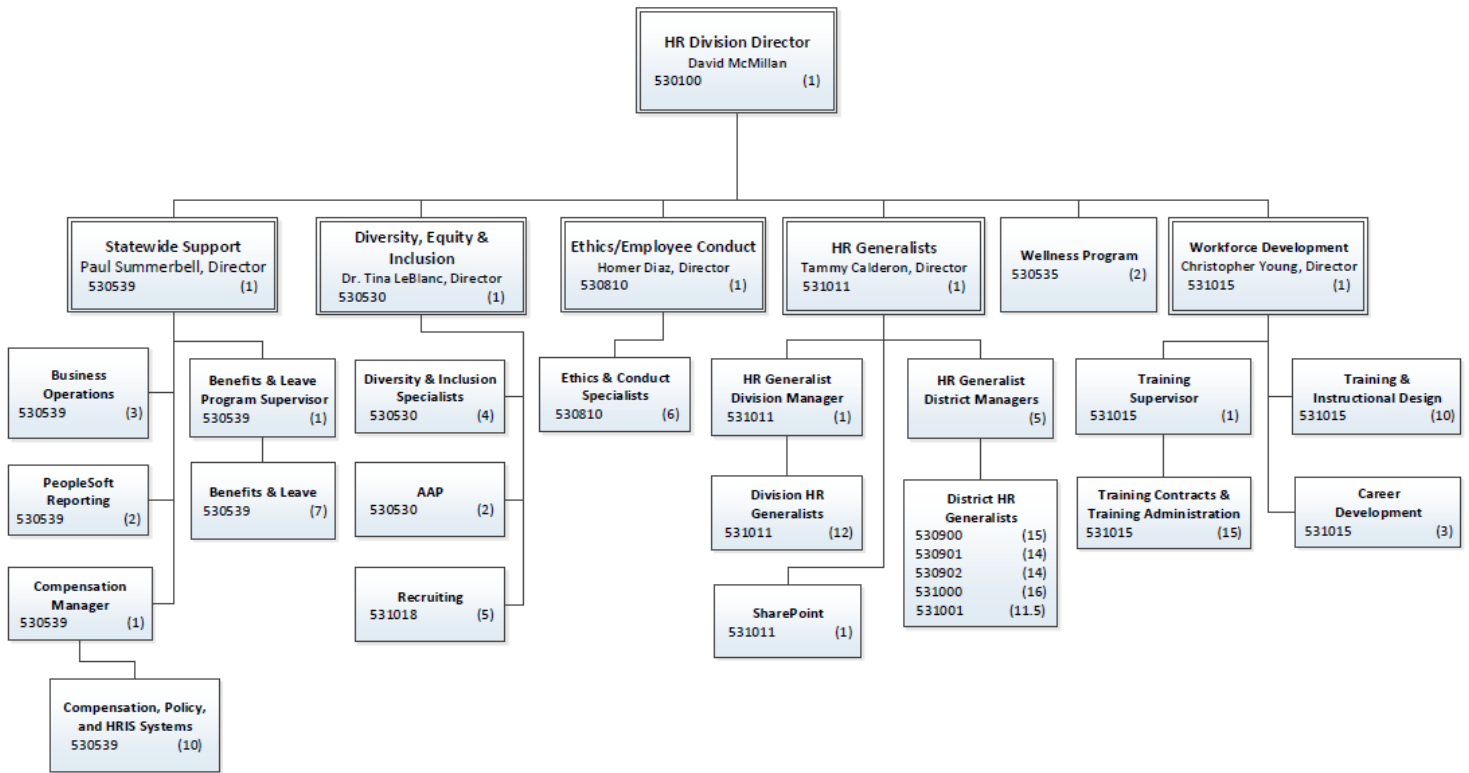 HR Division Director
David McMillan
530100 (1)
Statewide Support
Paul Summerbell, Director
530539 (1)
Diversity, Equity &
Inclusion
Dr. Tina LeBlanc, Director
530530 (1)
Ethics/Employee Conduct
Homer Diaz, Director
530810 (1)
HR Generalists
Tammy Calderon, Director
531011 (1)
Wellness Program
530535 (2)
Workforce Development
Christopher Young, Director
531015 (1)
Business
Operations
530539 (3)
Benefits & Leave
Program Supervisor
530539 (1)
Diversity & Inclusion
Specialists
530530 (4)
Ethics & Conduct
Specialists
530810 (6)
HR Generalist
Division Manager
531011 (1)
HR Generalist
District Managers
(5)
Training
Supervisor
531015 (1)
Training &
Instructional Design
531015 (10)
PeopleSoft
Reporting
530539 (2)
Benefits & Leave
530539 (7)
AAP
530530 (2)
Division HR
Generalists
531011 (12)
District HR
Generalists
530900 (15)
530901 (14)
530902 (14)
531000 (16)
531001 (11.5)
Training Contracts &
Training Administration
531015 (15)
Career
Development
531015 (3)
Compensation
Manager
530539 (1)
Recruiting
531018 (5)
SharePoint
531011 (1)
Compensation, Policy,
and HRIS Systems
530539 (10)